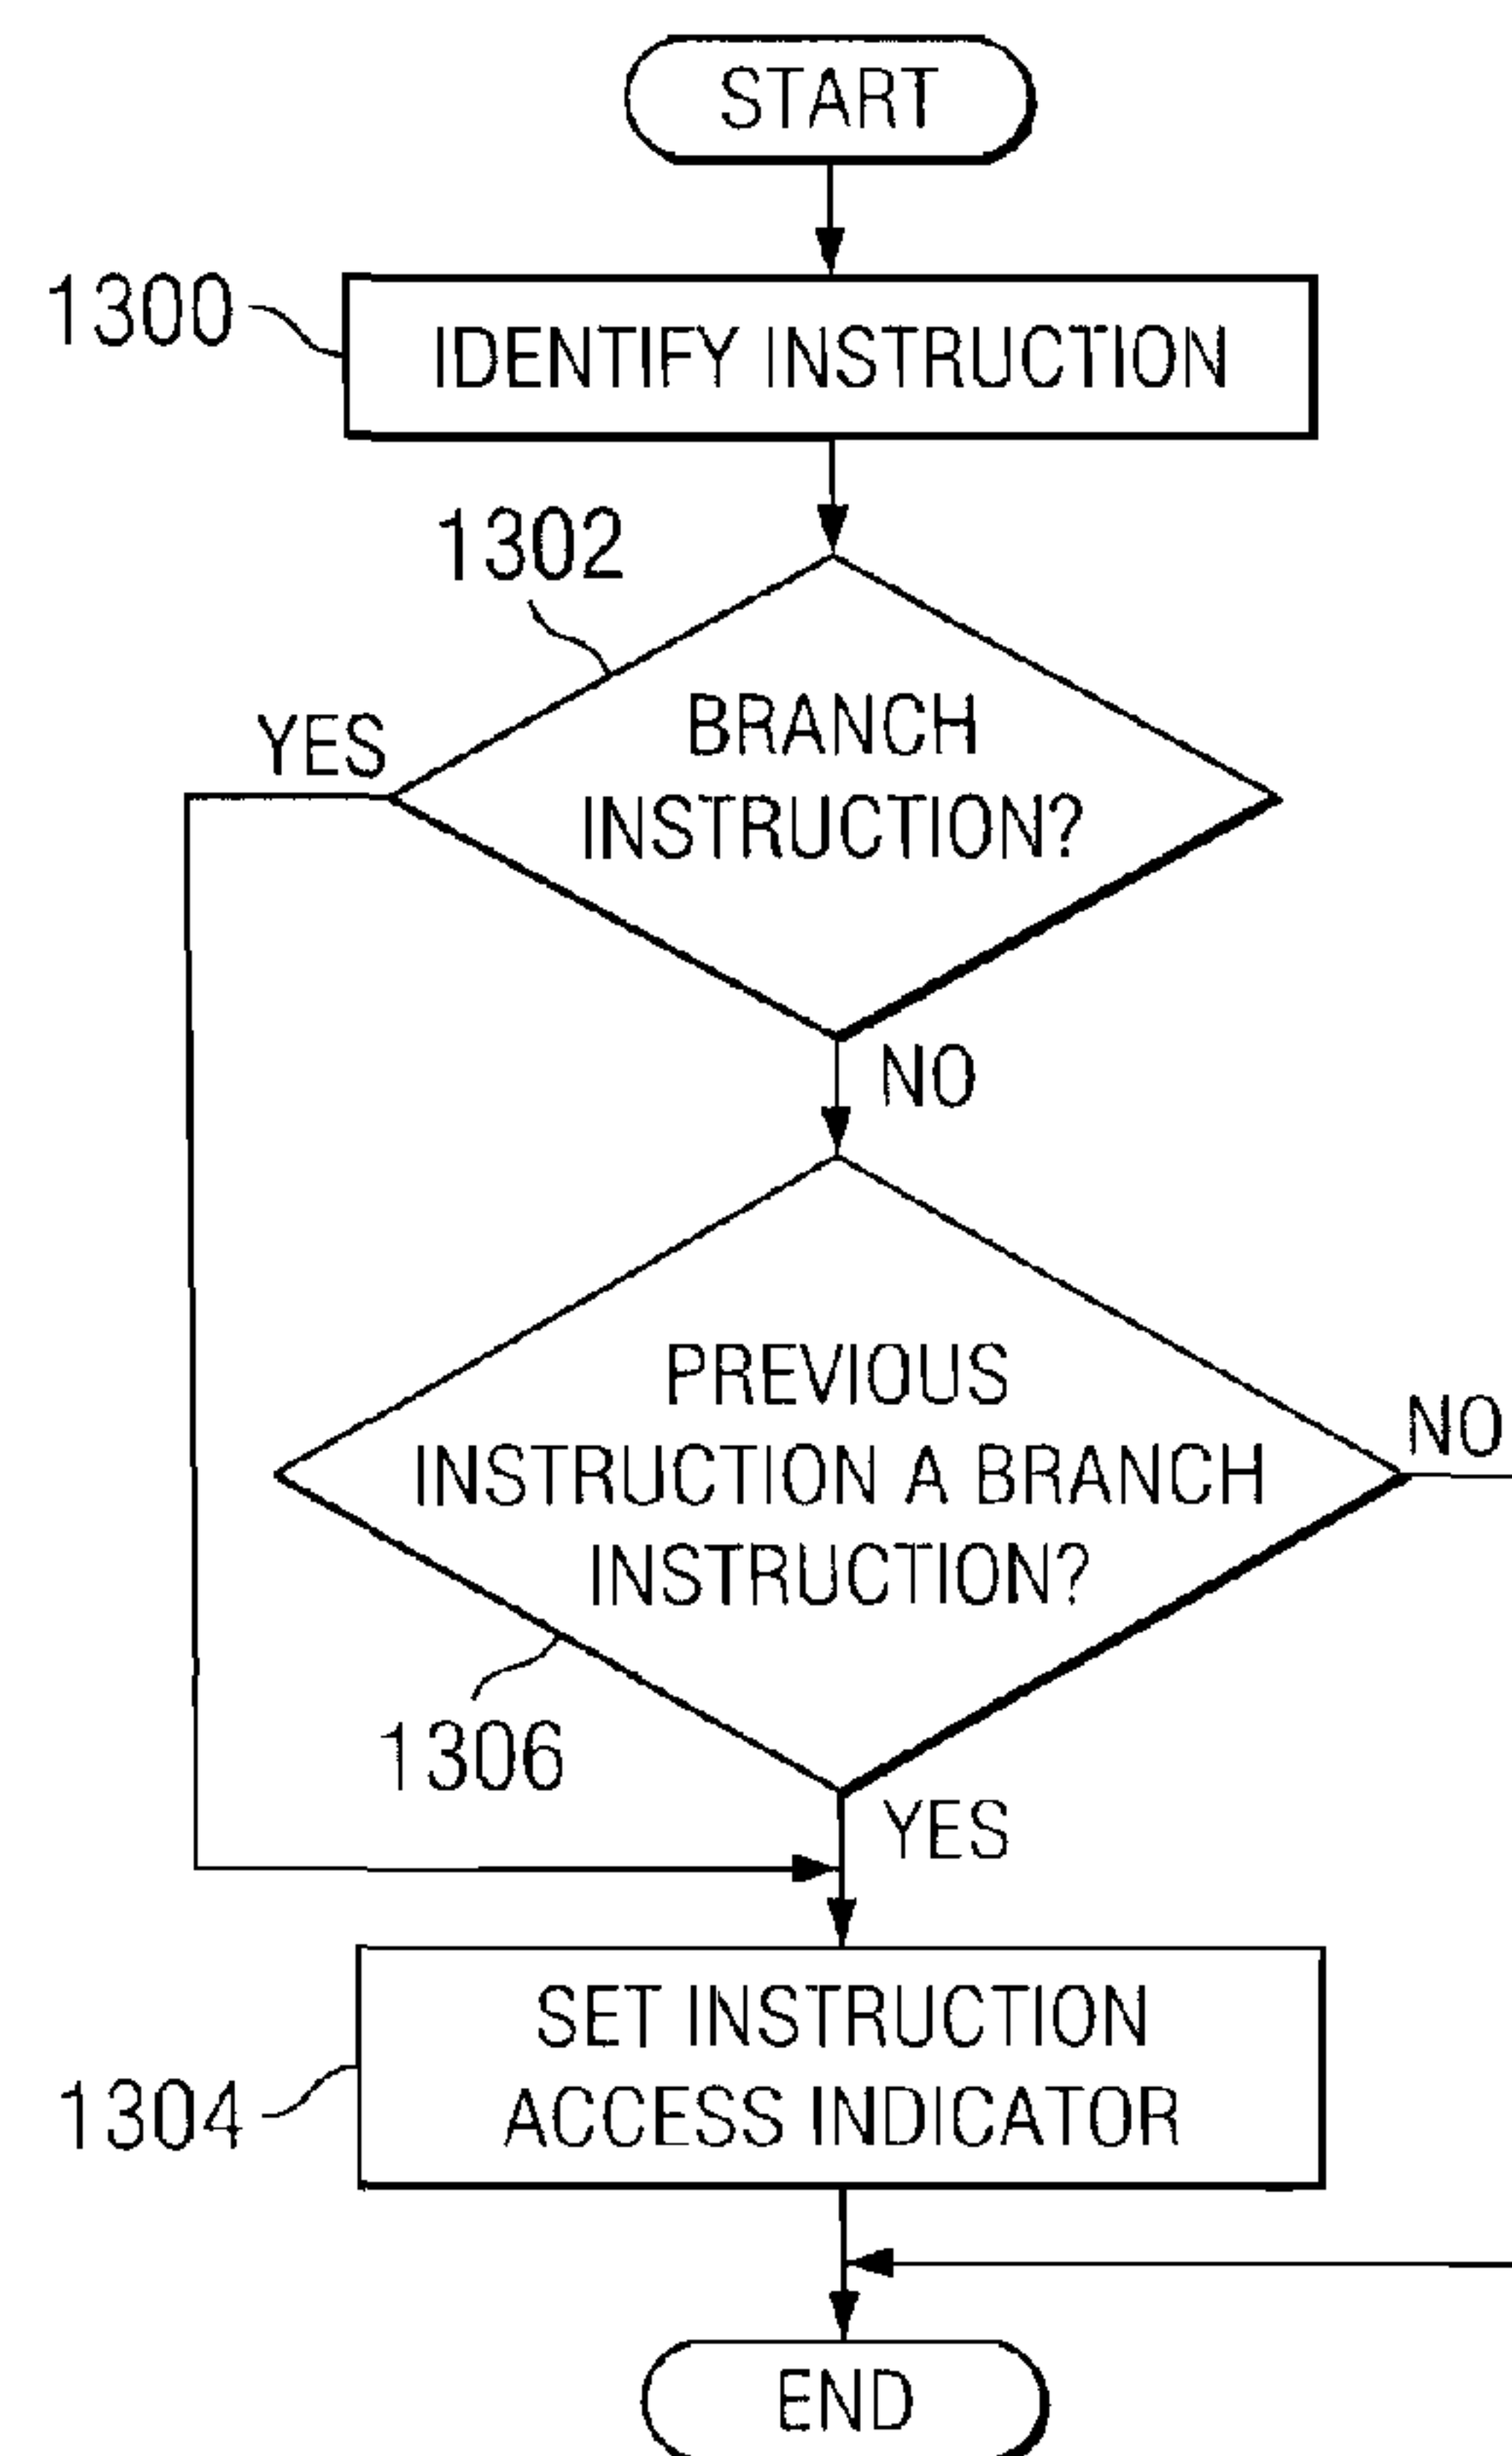 START
1300
IDENTIFY INSTRUCTION
1302
YES
BRANCH
INSTRUCTION?
NO
PREVIOUS
INSTRUCTION A BRANCH
INSTRUCTION?
NO
1306
YES
SET INSTRUCTION
ACCESS INDICATOR
1304
END